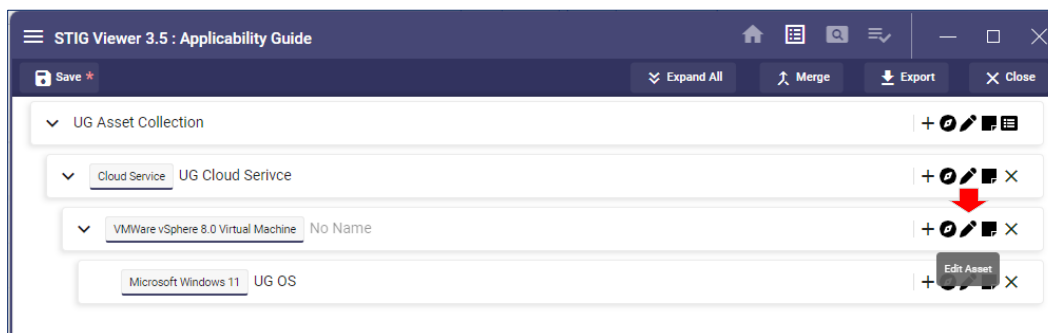 STIG Viewer 3.5 : Applicability Guide
Save * Expand All Merge Export Close
UG Asset Collection
Cloud Service UG Cloud Serivce
VMWare vSphere 8.0 Virtual Machine No Name
Edit Asset
Microsoft Windows 11 UG OS